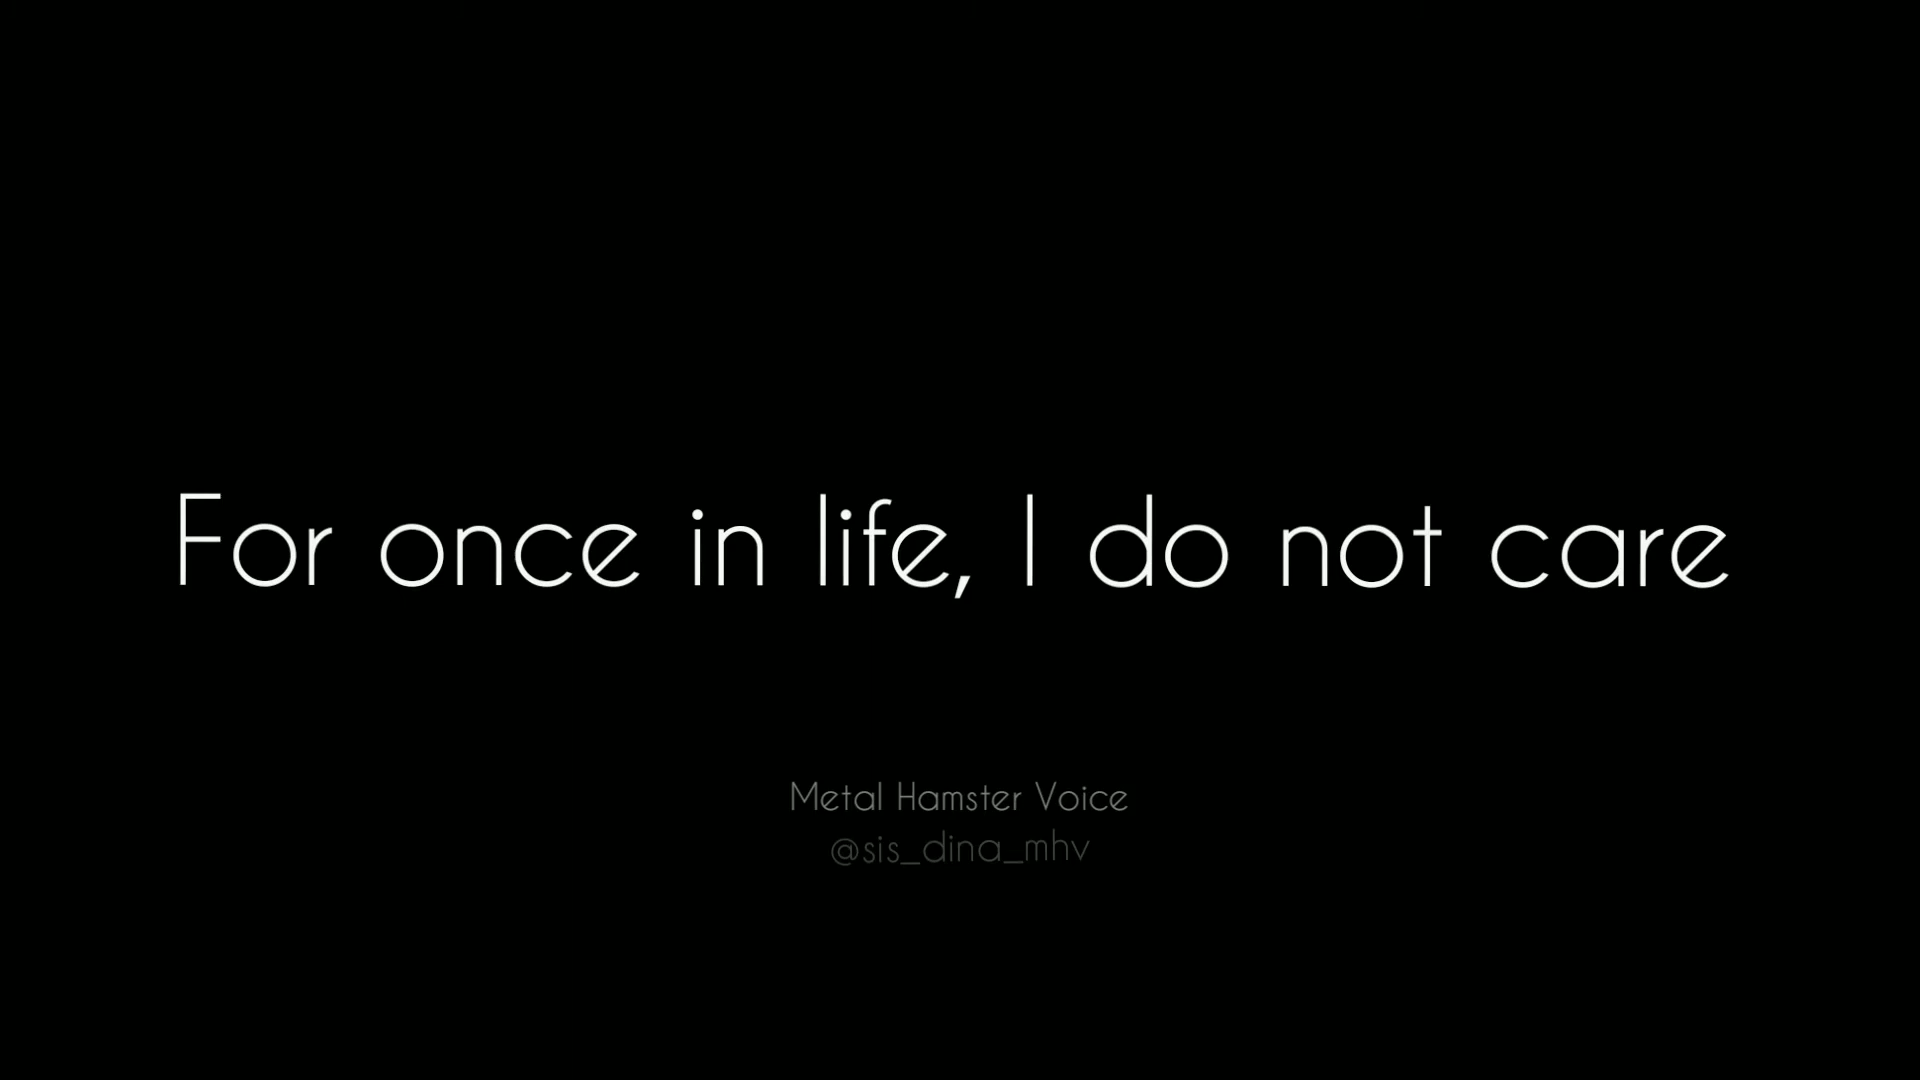 For once in life, I do not care
Metal Hamster Voice
@sis_dina_mhv